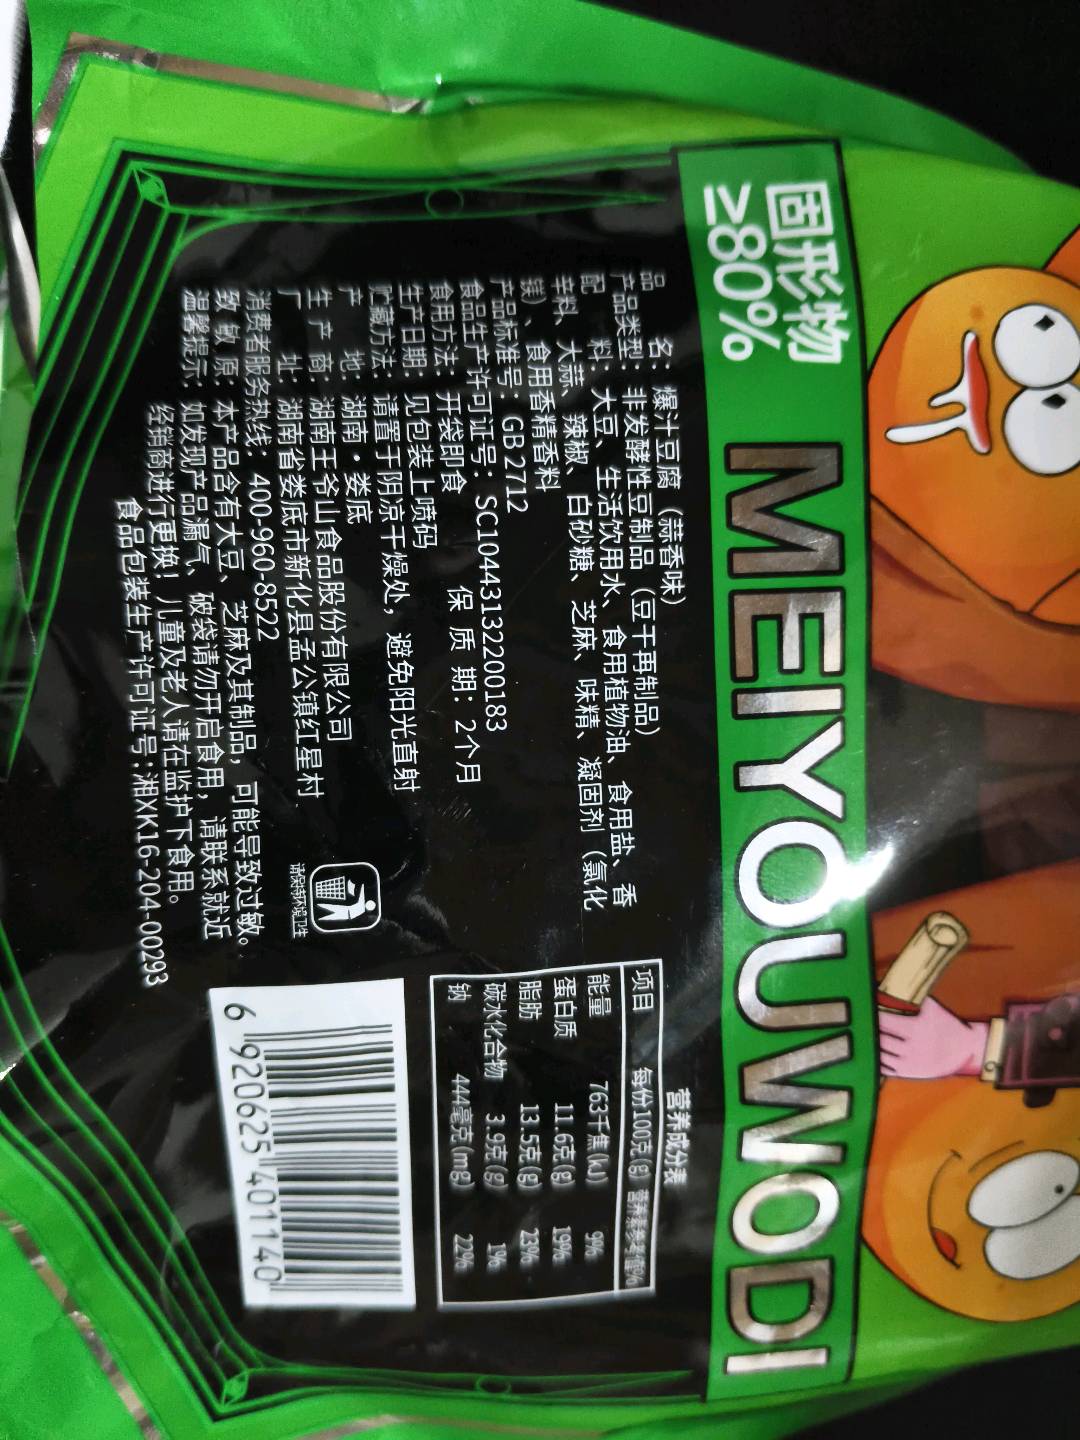 固形物
≥80%
MEIYOUWODI
品 名：爆汁豆腐（蒜香味）
产品类型：非发酵性豆制品（豆干再制品）
配 料：大豆、生活饮用水、食用植物油、食用盐、香
辛料、大蒜、辣椒、白砂糖、芝麻、味精、凝固剂（氯化
镁）、食用香精香料
产品标准号：GB2712
食品生产许可证号：SC10443132200183
食用方法：开袋即食 保 质 期：2个月
生产日期：见包装上喷码
贮藏方法：请置于阴凉干燥处，避免阳光直射
产 地：湖南·娄底
生 产 商：湖南王爷山食品股份有限公司
厂 址：湖南省娄底市新化县孟公镇红星村
消费者服务热线：400-960-8522
致 敏 原：本产品含有大豆、芝麻及其制品，可能导致过敏。
温馨提示：如发现产品漏气、破袋请勿开启食用，请联系就近
经销商进行更换！儿童及老人请在监护下食用。
食品包装生产许可证号：湘XK16-204-00293
请保持环境卫生
营养成分表
项目 每份100克(g) 营养素参考值%
能量 763千焦(kJ) 9%
蛋白质 11.6克(g) 19%
脂肪 13.5克(g) 23%
碳水化合物 3.9克(g) 1%
钠 444毫克(mg) 22%
6 920625 401140